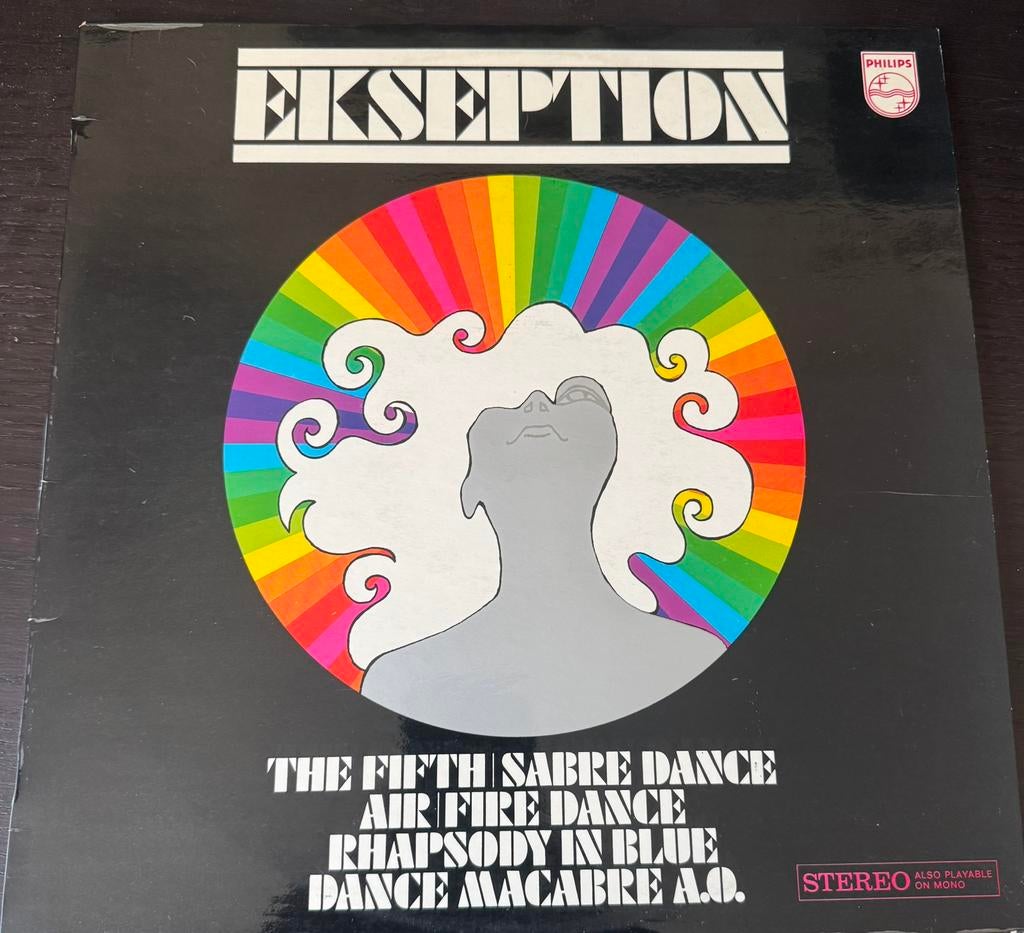 EKSEPTION
PHILIPS
THE FIFTH | SABRE DANCE
AIR | FIRE DANCE
RHAPSODY IN BLUE
DANCE MACABRE A.O.
STEREO ALSO PLAYABLE
ON MONO